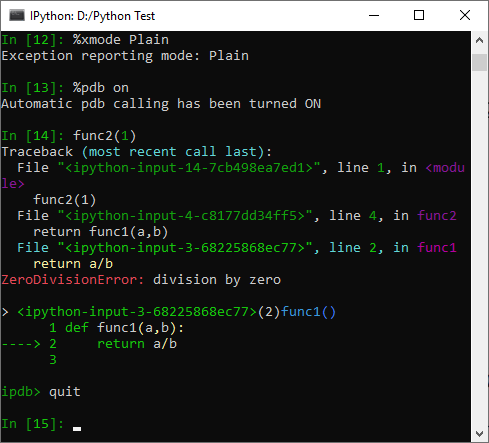 IPython: D:/Python Test
In [12]: %xmode Plain
Exception reporting mode: Plain
In [13]: %pdb on
Automatic pdb calling has been turned ON
In [14]: func2(1)
Traceback (most recent call last):
  File "<ipython-input-14-7cb498ea7ed1>", line 1, in <modu
le>
    func2(1)
  File "<ipython-input-4-c8177dd34ff5>", line 4, in func2
    return func1(a,b)
  File "<ipython-input-3-68225868ec77>", line 2, in func1
    return a/b
ZeroDivisionError: division by zero
> <ipython-input-3-68225868ec77>(2)func1()
      1 def func1(a,b):
----> 2     return a/b
      3
ipdb> quit
In [15]: